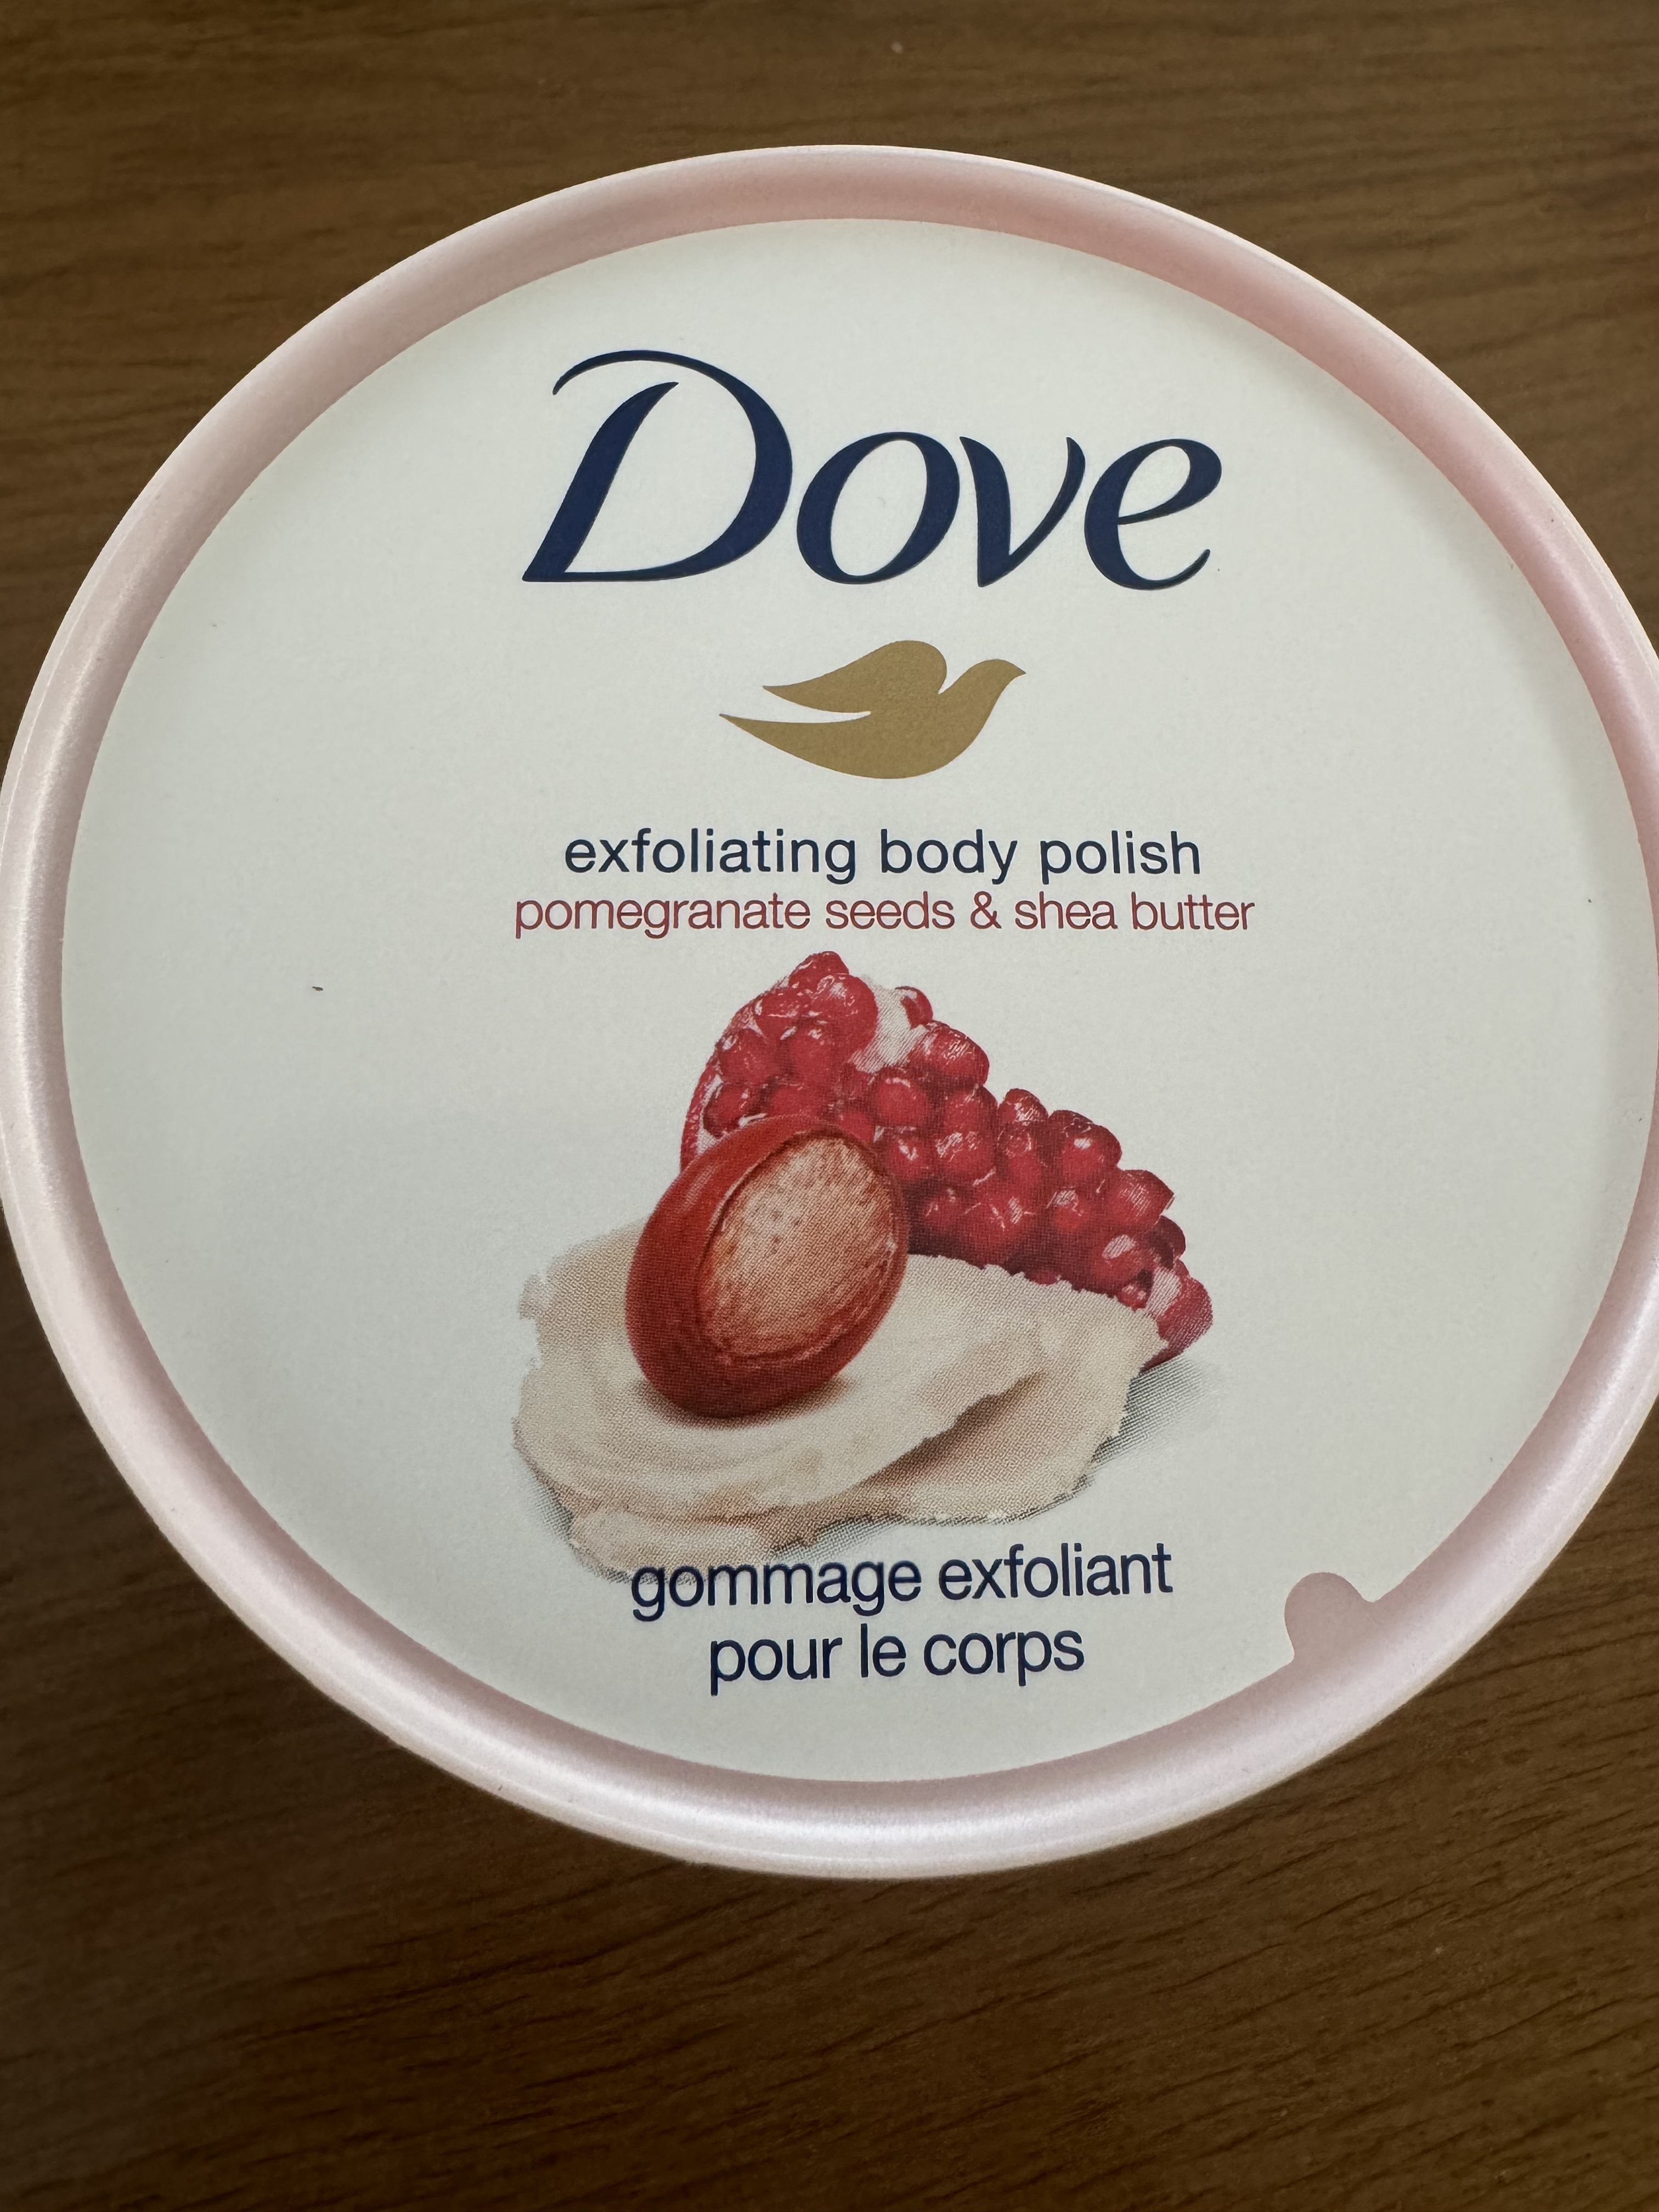 Dove
exfoliating body polish
pomegranate seeds & shea butter
gommage exfoliant
pour le corps